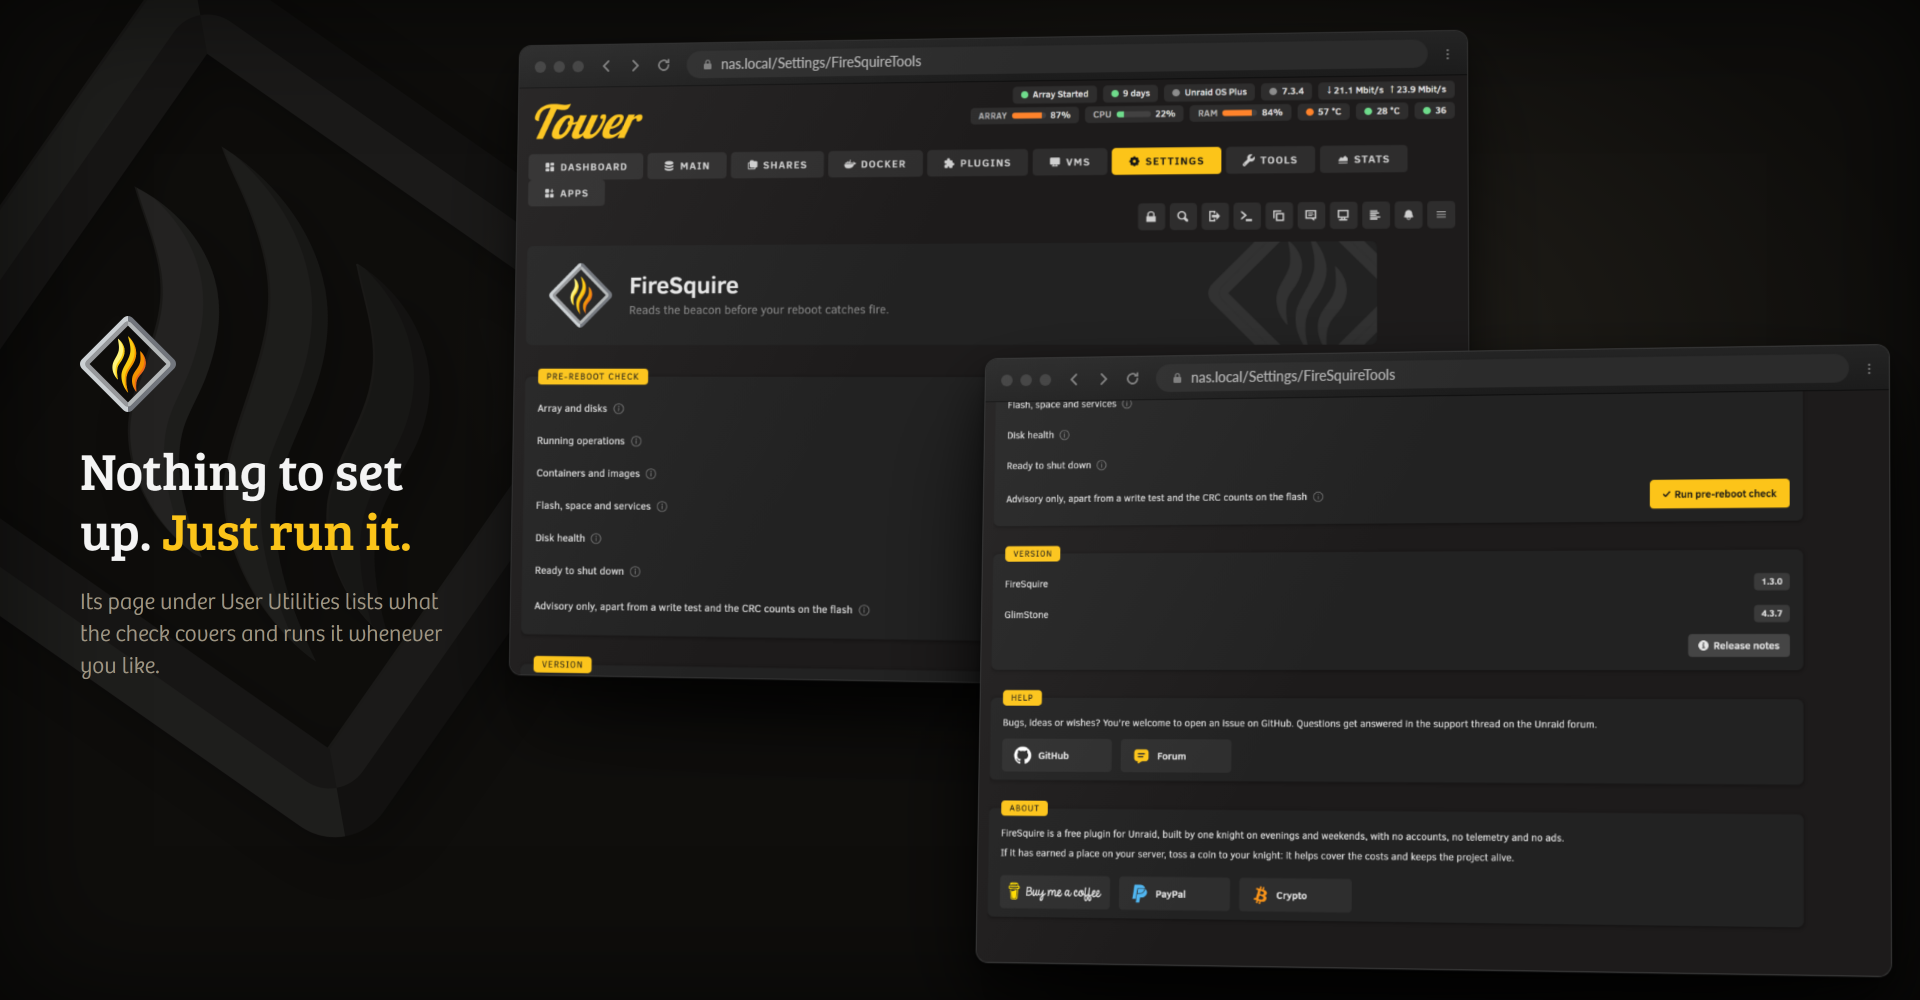 Nothing to set
up. Just run it.
Its page under User Utilities lists what
the check covers and runs it whenever
you like.
nas.local/Settings/FireSquireTools
Tower
Array Started
9 days
Unraid OS Plus
7.3.4
↓21.1 Mbit/s ↑23.9 Mbit/s
ARRAY 87%
CPU 22%
RAM 84%
57 °C
28 °C
36
DASHBOARD
MAIN
SHARES
DOCKER
PLUGINS
VMS
SETTINGS
TOOLS
STATS
APPS
FireSquire
Reads the beacon before your reboot catches fire.
PRE-REBOOT CHECK
Array and disks
Running operations
Containers and images
Flash, space and services
Disk health
Ready to shut down
Advisory only, apart from a write test and the CRC counts on the flash
VERSION
nas.local/Settings/FireSquireTools
Flash, space and services
Disk health
Ready to shut down
Advisory only, apart from a write test and the CRC counts on the flash
Run pre-reboot check
VERSION
FireSquire
1.3.0
GlimStone
4.3.7
Release notes
HELP
Bugs, ideas or wishes? You're welcome to open an issue on GitHub. Questions get answered in the support thread on the Unraid forum.
GitHub
Forum
ABOUT
FireSquire is a free plugin for Unraid, built by one knight on evenings and weekends, with no accounts, no telemetry and no ads.
If it has earned a place on your server, toss a coin to your knight: it helps cover the costs and keeps the project alive.
Buy me a coffee
PayPal
Crypto